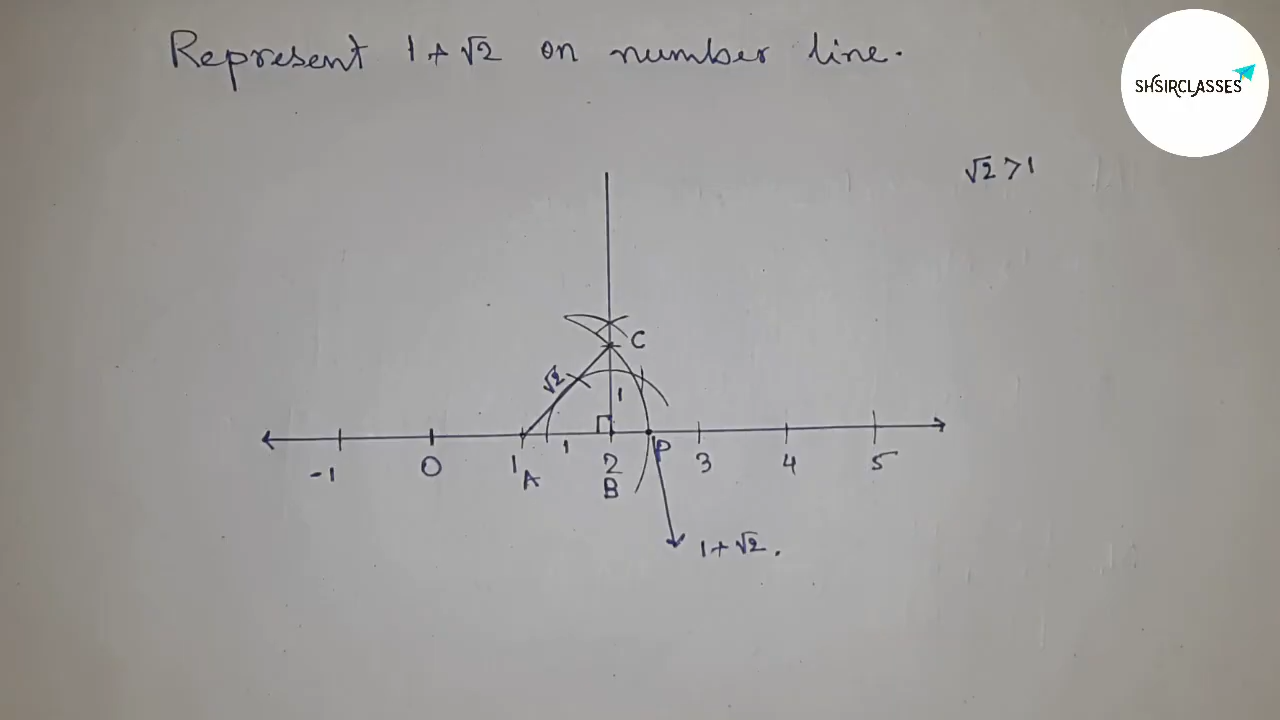 Represent 1 + √2 on number line.
SHSIRCLASSES
√2 > 1
C
√2
1
1
P
-1 0 1 2 3 4 5
A B
1 + √2.